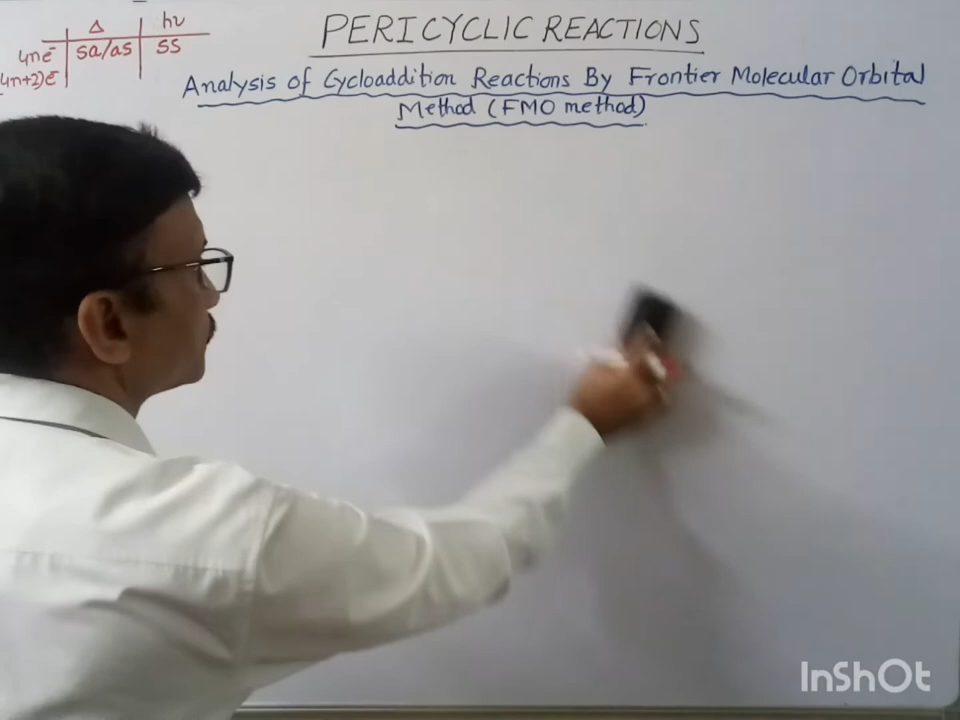 PERICYCLIC REACTIONS
Analysis of Cycloaddition Reactions By Frontier Molecular Orbital
Method (FMO method)
Δ hν
4ne⁻ sa/as ss
(4n+2)e⁻
InShOt